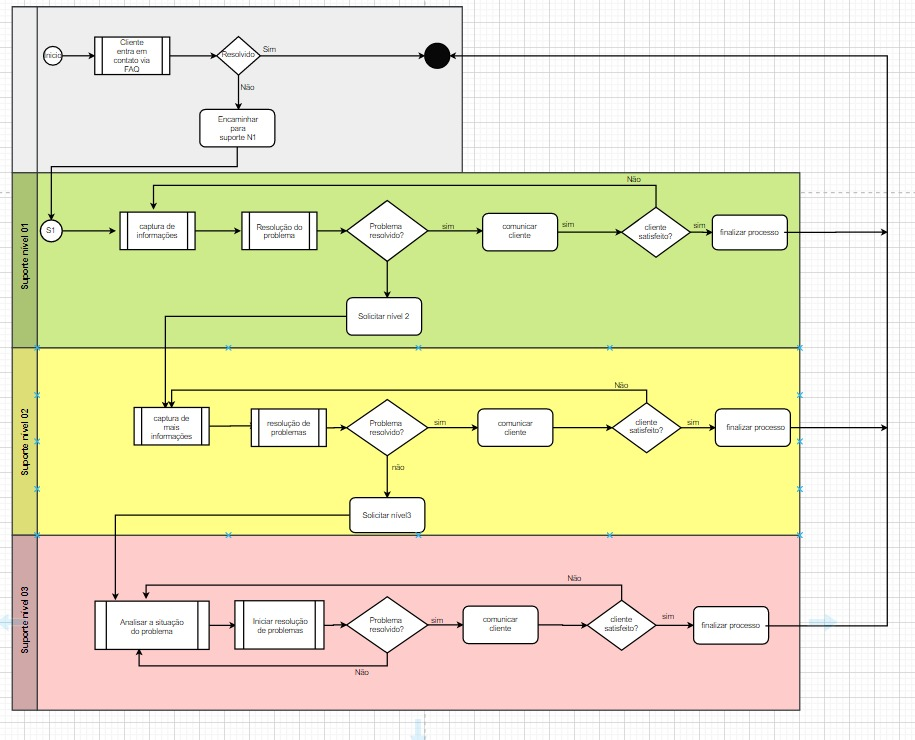 Início
Cliente
entra em
contato via
FAQ
Resolvido
Sim
Não
Encaminhar
para
suporte N1
Suporte nível 01
S1
captura de
informações
Resolução do
problema
Problema
resolvido?
sim
comunicar
cliente
sim
Não
cliente
satisfeito?
sim
finalizar processo
Solicitar nível 2
Suporte nível 02
captura de
mais
informações
resolução de
problemas
Problema
resolvido?
sim
comunicar
cliente
Não
cliente
satisfeito?
sim
finalizar processo
não
Solicitar nível3
Suporte nível 03
Analisar a situação
do problema
Iniciar resolução
de problemas
Problema
resolvido?
sim
comunicar
cliente
Não
cliente
satisfeito?
sim
finalizar processo
Não